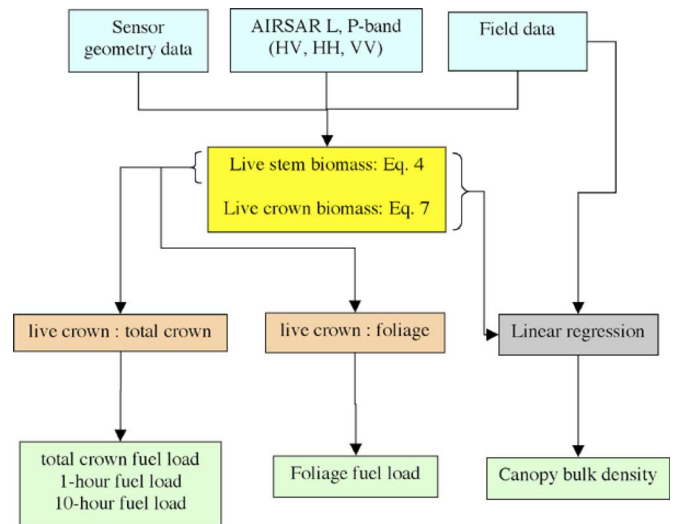 Sensor
geometry data
AIRSAR L, P-band
(HV, HH, VV)
Field data
Live stem biomass: Eq. 4
Live crown biomass: Eq. 7
live crown : total crown
live crown : foliage
Linear regression
total crown fuel load
1-hour fuel load
10-hour fuel load
Foliage fuel load
Canopy bulk density